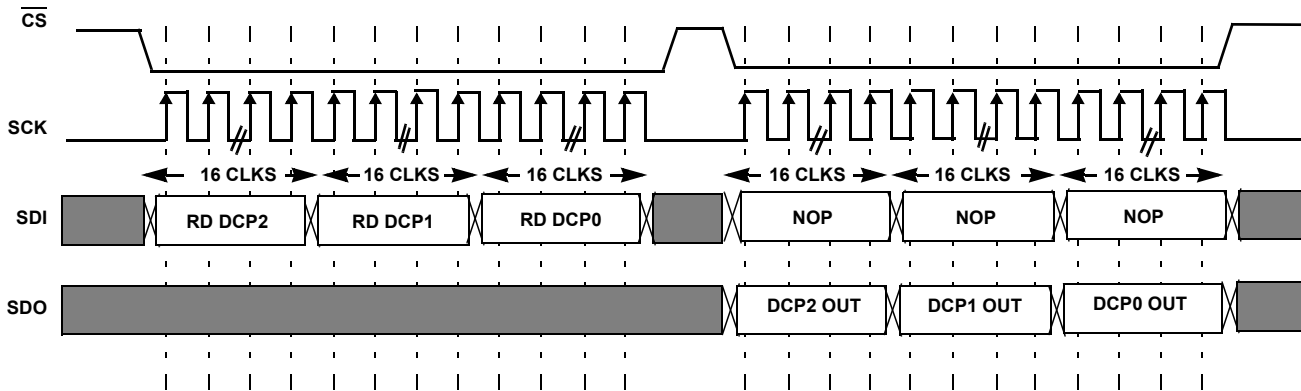 CS
SCK
16 CLKS 16 CLKS 16 CLKS 16 CLKS 16 CLKS 16 CLKS
SDI RD DCP2 RD DCP1 RD DCP0 NOP NOP NOP
SDO DCP2 OUT DCP1 OUT DCP0 OUT